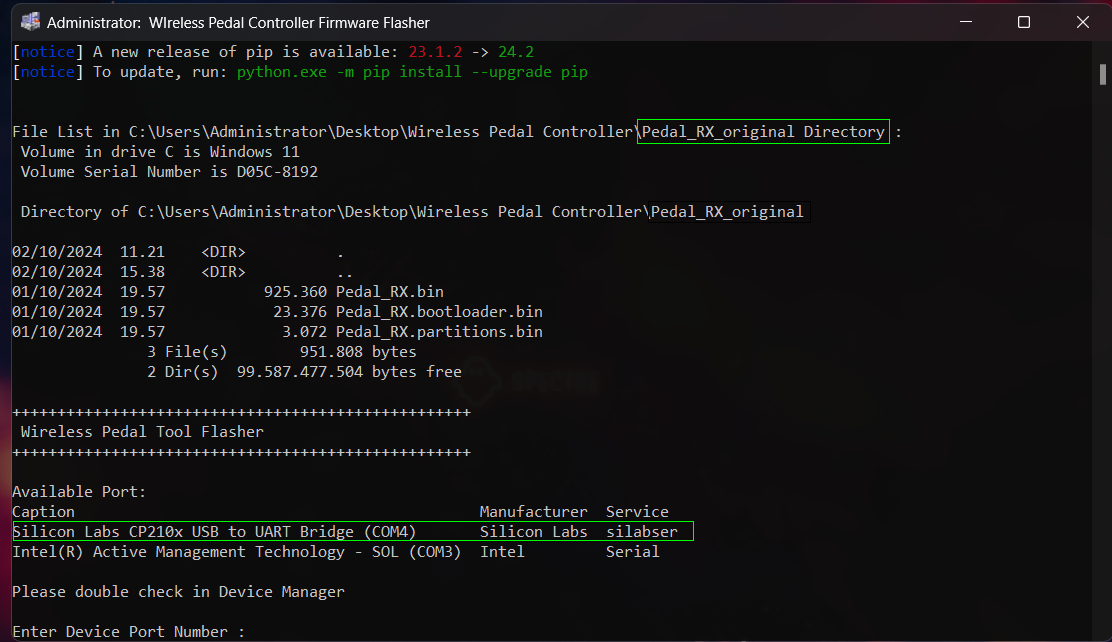 Administrator: WIreless Pedal Controller Firmware Flasher
[notice] A new release of pip is available: 23.1.2 -> 24.2
[notice] To update, run: python.exe -m pip install --upgrade pip
File List in C:\Users\Administrator\Desktop\Wireless Pedal Controller\Pedal_RX_original Directory :
Volume in drive C is Windows 11
Volume Serial Number is D05C-8192
Directory of C:\Users\Administrator\Desktop\Wireless Pedal Controller\Pedal_RX_original
02/10/2024 11.21 <DIR> .
02/10/2024 15.38 <DIR> ..
01/10/2024 19.57 925.360 Pedal_RX.bin
01/10/2024 19.57 23.376 Pedal_RX.bootloader.bin
01/10/2024 19.57 3.072 Pedal_RX.partitions.bin
3 File(s) 951.808 bytes
2 Dir(s) 99.587.477.504 bytes free
+++++++++++++++++++++++++++++++++++++++++++++++++++
Wireless Pedal Tool Flasher
+++++++++++++++++++++++++++++++++++++++++++++++++++
Available Port:
Caption Manufacturer Service
Silicon Labs CP210x USB to UART Bridge (COM4) Silicon Labs silabser
Intel(R) Active Management Technology - SOL (COM3) Intel Serial
Please double check in Device Manager
Enter Device Port Number :